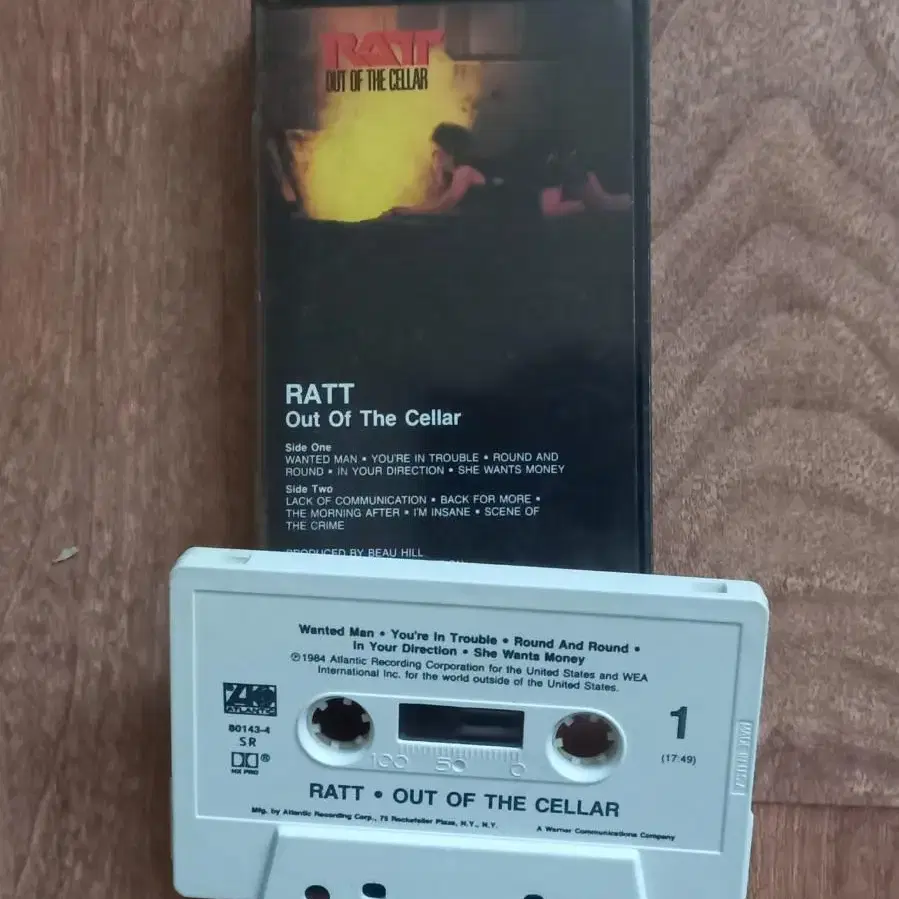 RATT
OUT OF THE CELLAR
RATT
Out Of The Cellar
Side One
WANTED MAN • YOU'RE IN TROUBLE • ROUND AND
ROUND • IN YOUR DIRECTION • SHE WANTS MONEY
Side Two
LACK OF COMMUNICATION • BACK FOR MORE •
THE MORNING AFTER • I'M INSANE • SCENE OF
THE CRIME
PRODUCED BY BEAU HILL
Wanted Man • You're In Trouble • Round And Round •
In Your Direction • She Wants Money
℗1984 Atlantic Recording Corporation for the United States and WEA
International Inc. for the world outside of the United States.
ATLANTIC
80143-4
SR
HX PRO
1
(17:49)
100 50 0
RATT • OUT OF THE CELLAR
Mfg. by Atlantic Recording Corp., 75 Rockefeller Plaza, N.Y., N.Y.
A Warner Communications Company